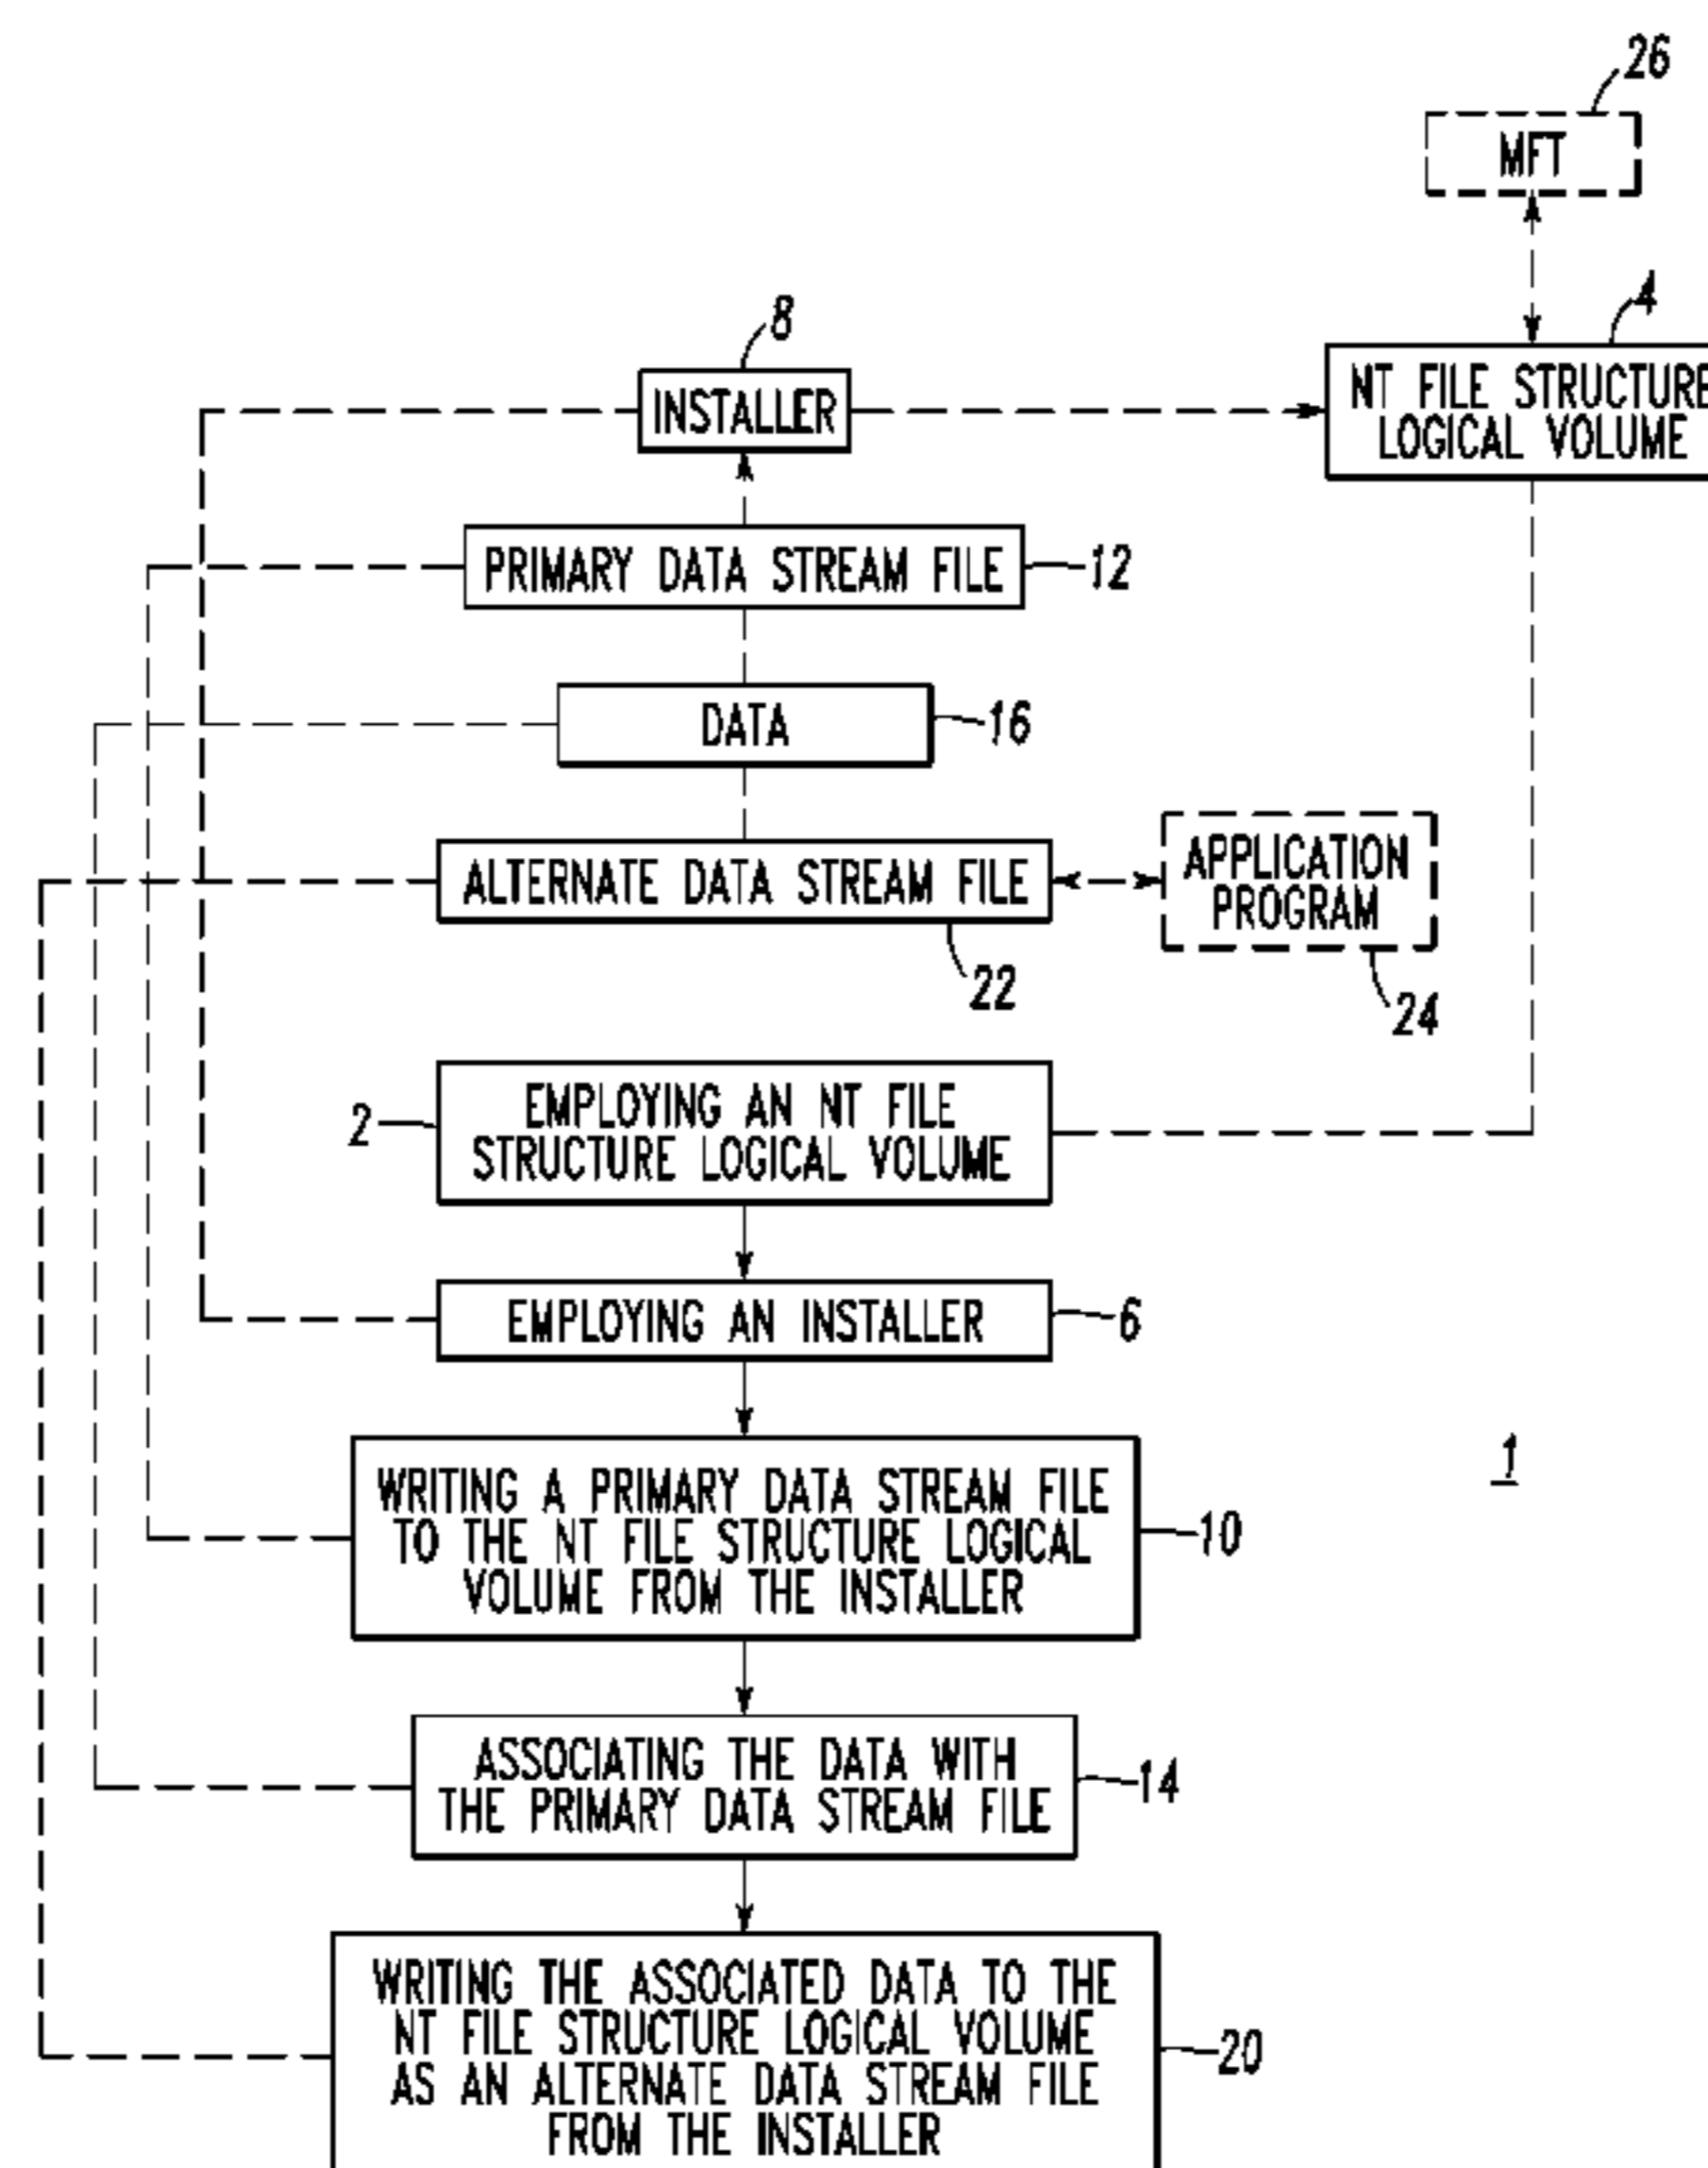 26
MFT
4
NT FILE STRUCTURE
LOGICAL VOLUME
8
INSTALLER
PRIMARY DATA STREAM FILE
12
DATA
16
ALTERNATE DATA STREAM FILE
22
APPLICATION
PROGRAM
24
2
EMPLOYING AN NT FILE
STRUCTURE LOGICAL VOLUME
EMPLOYING AN INSTALLER
6
WRITING A PRIMARY DATA STREAM FILE
TO THE NT FILE STRUCTURE LOGICAL
VOLUME FROM THE INSTALLER
10
1
ASSOCIATING THE DATA WITH
THE PRIMARY DATA STREAM FILE
14
WRITING THE ASSOCIATED DATA TO THE
NT FILE STRUCTURE LOGICAL VOLUME
AS AN ALTERNATE DATA STREAM FILE
FROM THE INSTALLER
20